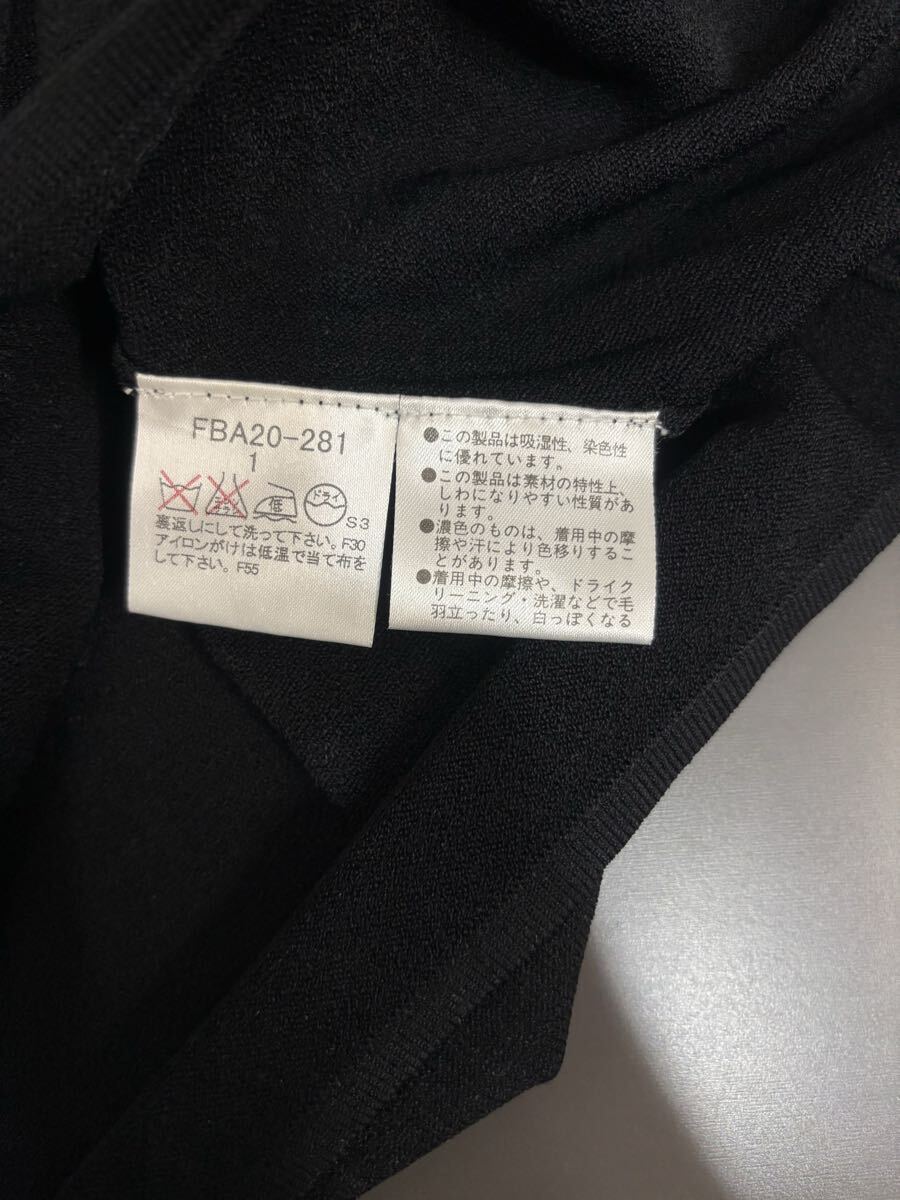 FBA20-281
1
エンソ
サラシ
低
ドライ
S3
裏返しにして洗って下さい。F30
アイロンがけは低温で当て布を
して下さい。F55
●この製品は吸湿性、染色性
に優れています。
●この製品は素材の特性上、
しわになりやすい性質があ
ります。
●濃色のものは、着用中の摩
擦や汗により色移りするこ
とがあります。
●着用中の摩擦や、ドライク
リーニング・洗濯などで毛
羽立ったり、白っぽくなる